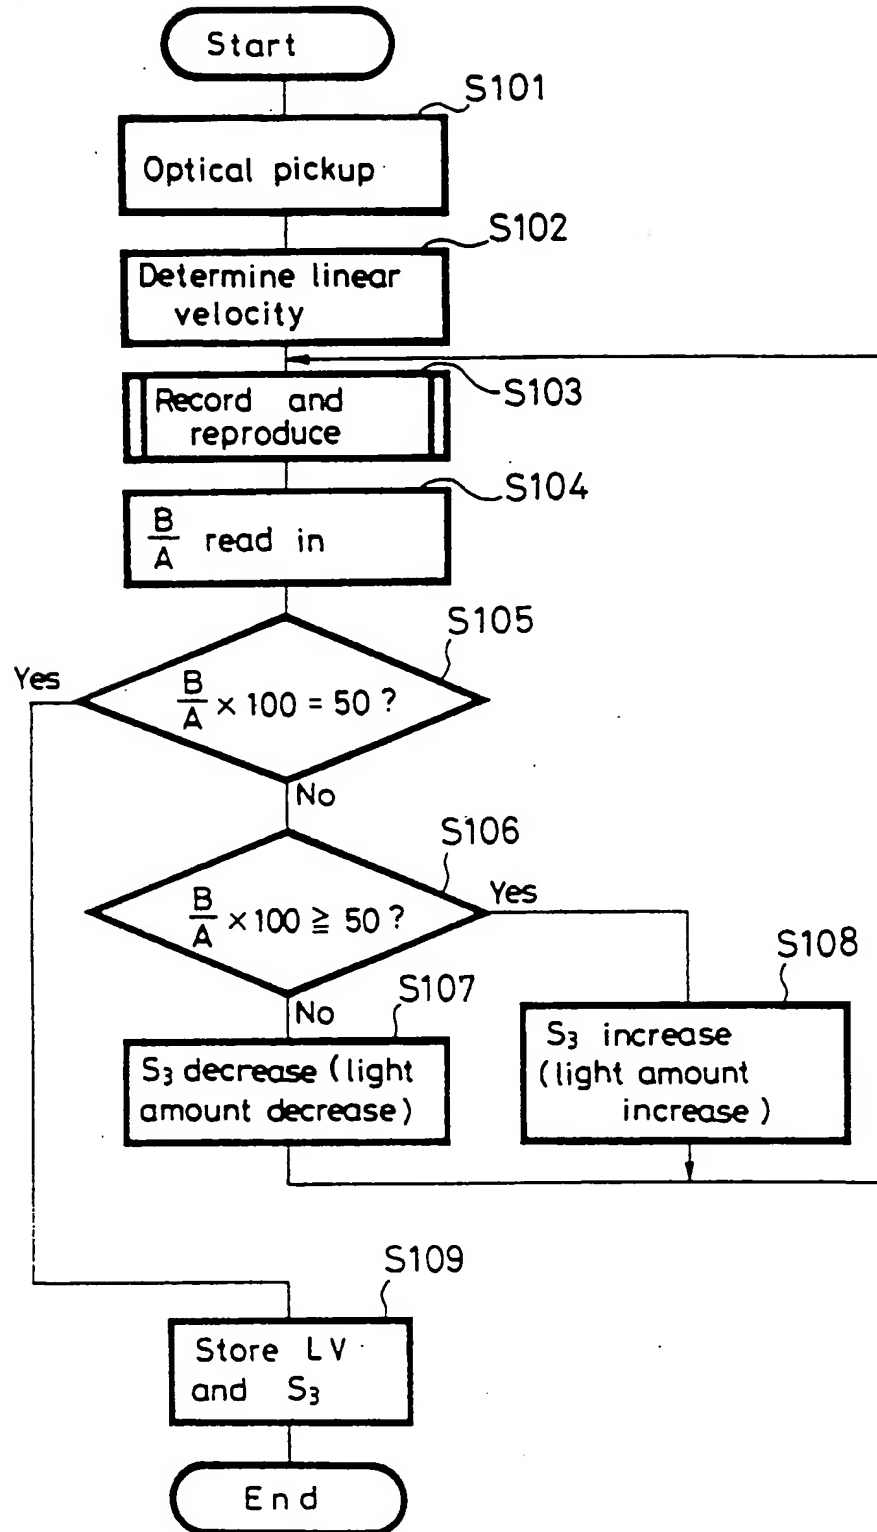 Start
S101
Optical pickup
S102
Determine linear
velocity
S103
Record and
reproduce
S104
B/A read in
S105
Yes
B/A × 100 = 50 ?
No
S106
Yes
B/A × 100 ≧ 50 ?
S107
No
S108
S₃ decrease (light
amount decrease)
S₃ increase
(light amount
increase)
S109
Store LV
and S₃
End